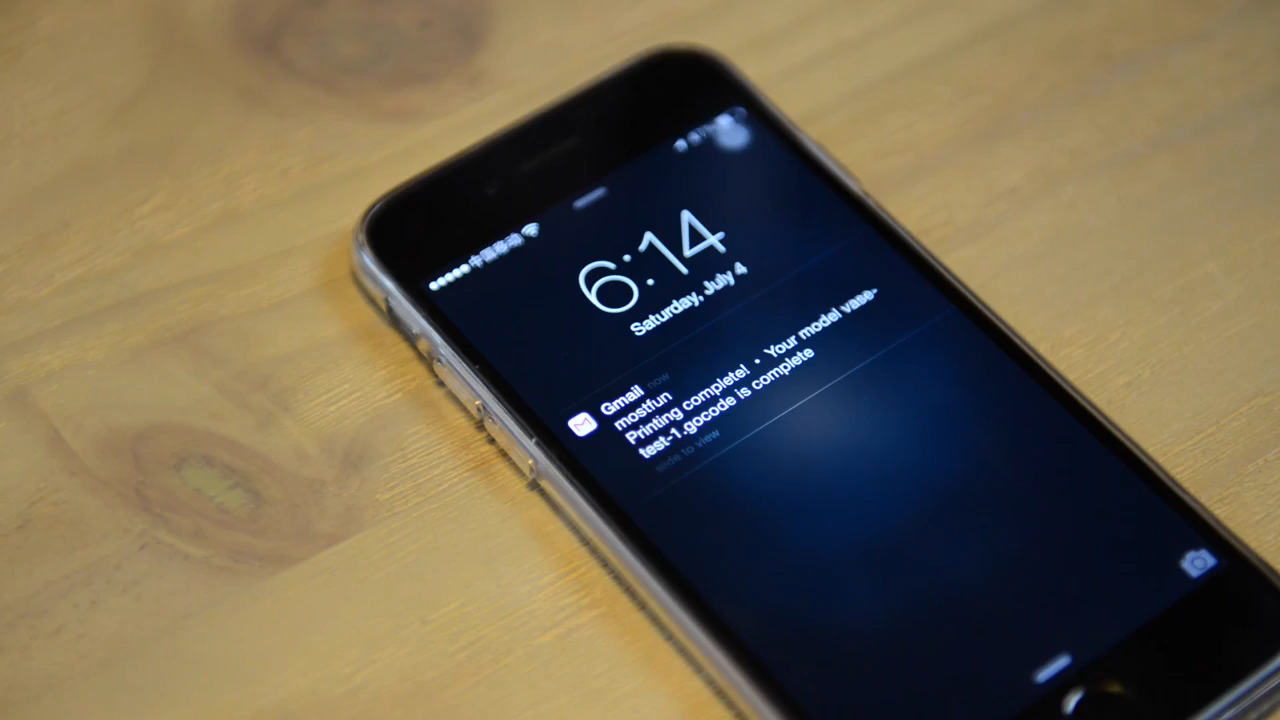 中国移动
6:14
Saturday, July 4
Gmail now
mostfun
Printing complete! • Your model vase-
test-1.gocode is complete
slide to view